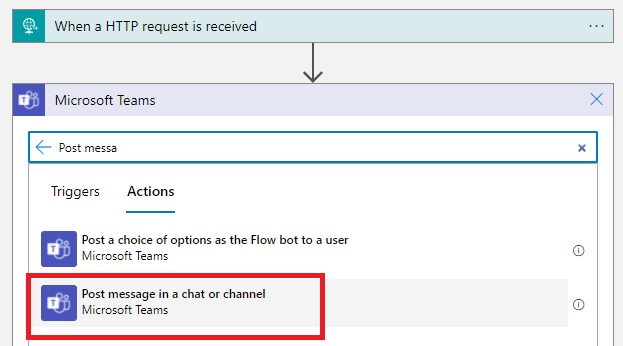 When a HTTP request is received
Microsoft Teams
Post messa
Triggers Actions
Post a choice of options as the Flow bot to a user
Microsoft Teams
Post message in a chat or channel
Microsoft Teams